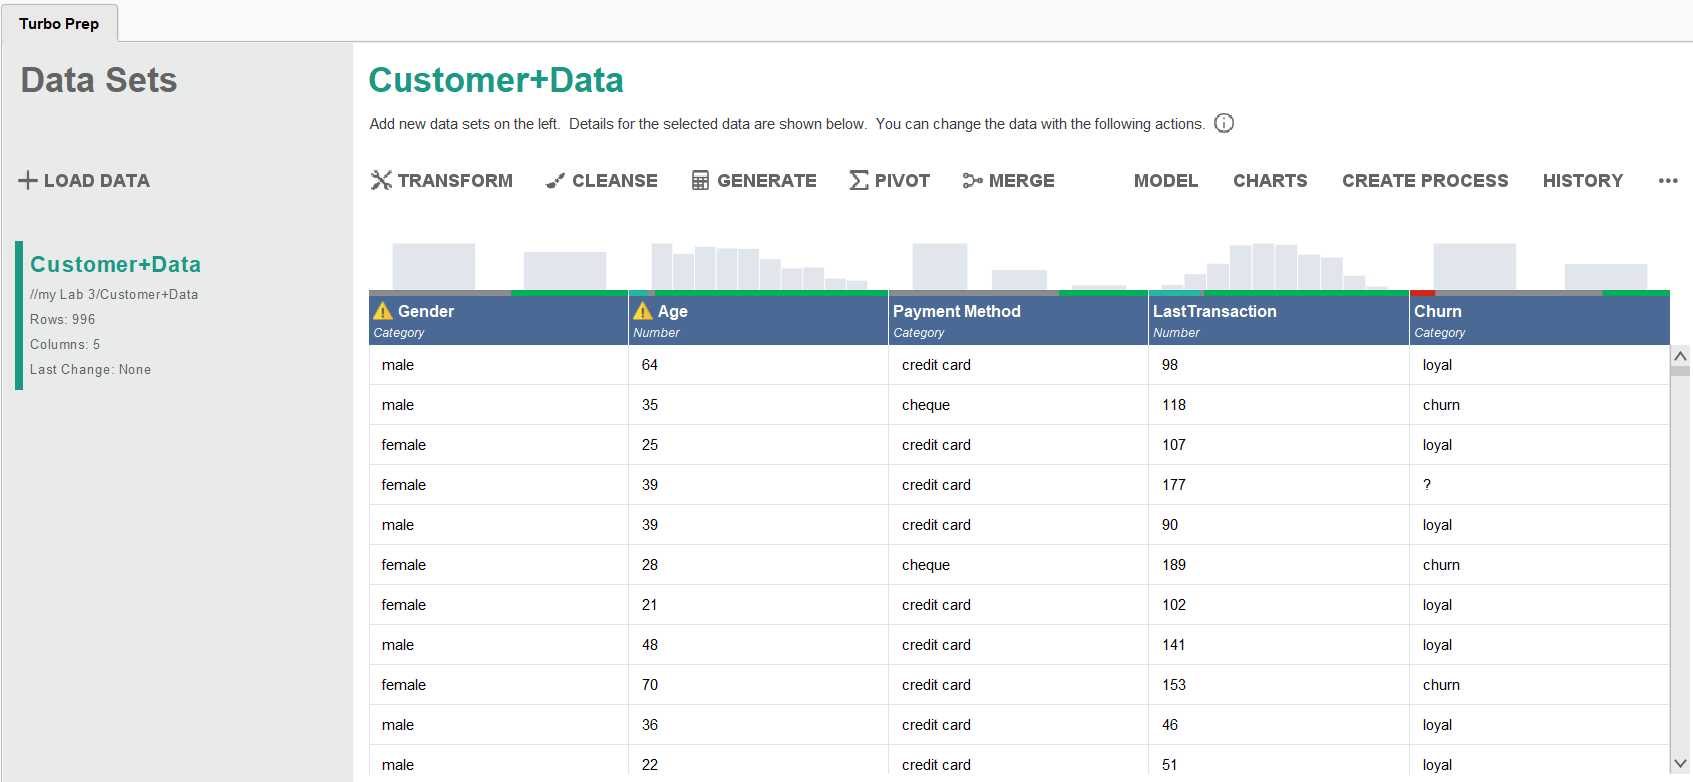 Turbo Prep
Data Sets
Customer+Data
Add new data sets on the left.  Details for the selected data are shown below.  You can change the data with the following actions.
LOAD DATA
TRANSFORM CLEANSE GENERATE PIVOT MERGE MODEL CHARTS CREATE PROCESS HISTORY ...
Customer+Data
//my Lab 3/Customer+Data
Rows: 996
Columns: 5
Last Change: None
Gender Age Payment Method LastTransaction Churn
Category Number Category Number Category
male 64 credit card 98 loyal
male 35 cheque 118 churn
female 25 credit card 107 loyal
female 39 credit card 177 ?
male 39 credit card 90 loyal
female 28 cheque 189 churn
female 21 credit card 102 loyal
male 48 credit card 141 loyal
female 70 credit card 153 churn
male 36 credit card 46 loyal
male 22 credit card 51 loyal